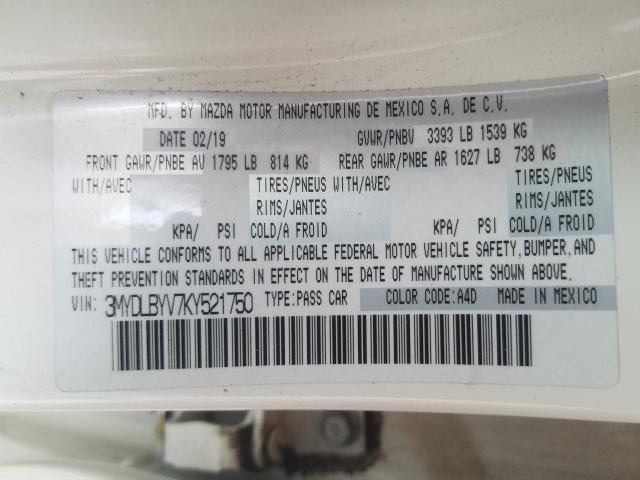 MFD. BY MAZDA MOTOR MANUFACTURING DE MEXICO S.A. DE C.V.
DATE 02/19 GVWR/PNBV 3393 LB 1539 KG
FRONT GAWR/PNBE AV 1795 LB 814 KG REAR GAWR/PNBE AR 1627 LB 738 KG
WITH/AVEC TIRES/PNEUS WITH/AVEC TIRES/PNEUS
RIMS/JANTES RIMS/JANTES
KPA/ PSI COLD/A FROID KPA/ PSI COLD/A FROID
THIS VEHICLE CONFORMS TO ALL APPLICABLE FEDERAL MOTOR VEHICLE SAFETY, BUMPER, AND
THEFT PREVENTION STANDARDS IN EFFECT ON THE DATE OF MANUFACTURE SHOWN ABOVE.
VIN: 3MYDLBYV7KY521750 TYPE:PASS CAR COLOR CODE:A4D MADE IN MEXICO